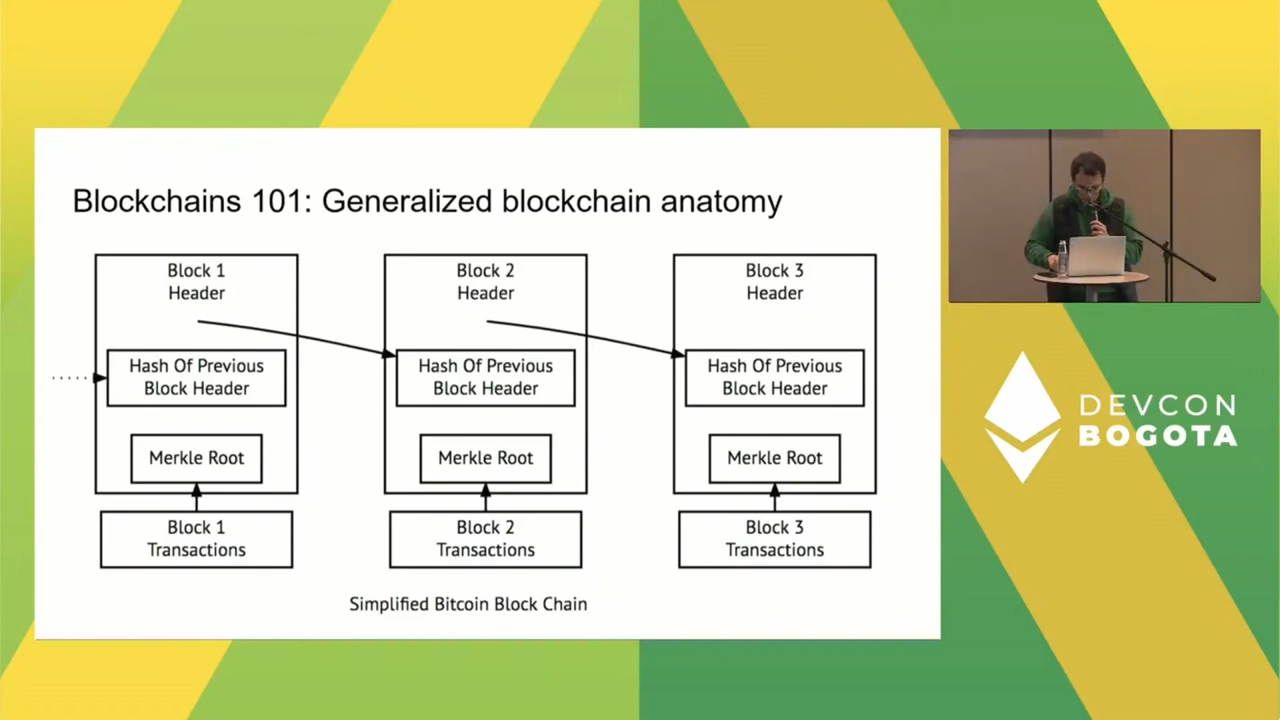 Blockchains 101: Generalized blockchain anatomy
Block 1
Header
Hash Of Previous
Block Header
Merkle Root
Block 1
Transactions
Block 2
Header
Hash Of Previous
Block Header
Merkle Root
Block 2
Transactions
Block 3
Header
Hash Of Previous
Block Header
Merkle Root
Block 3
Transactions
Simplified Bitcoin Block Chain
DEVCON
BOGOTA